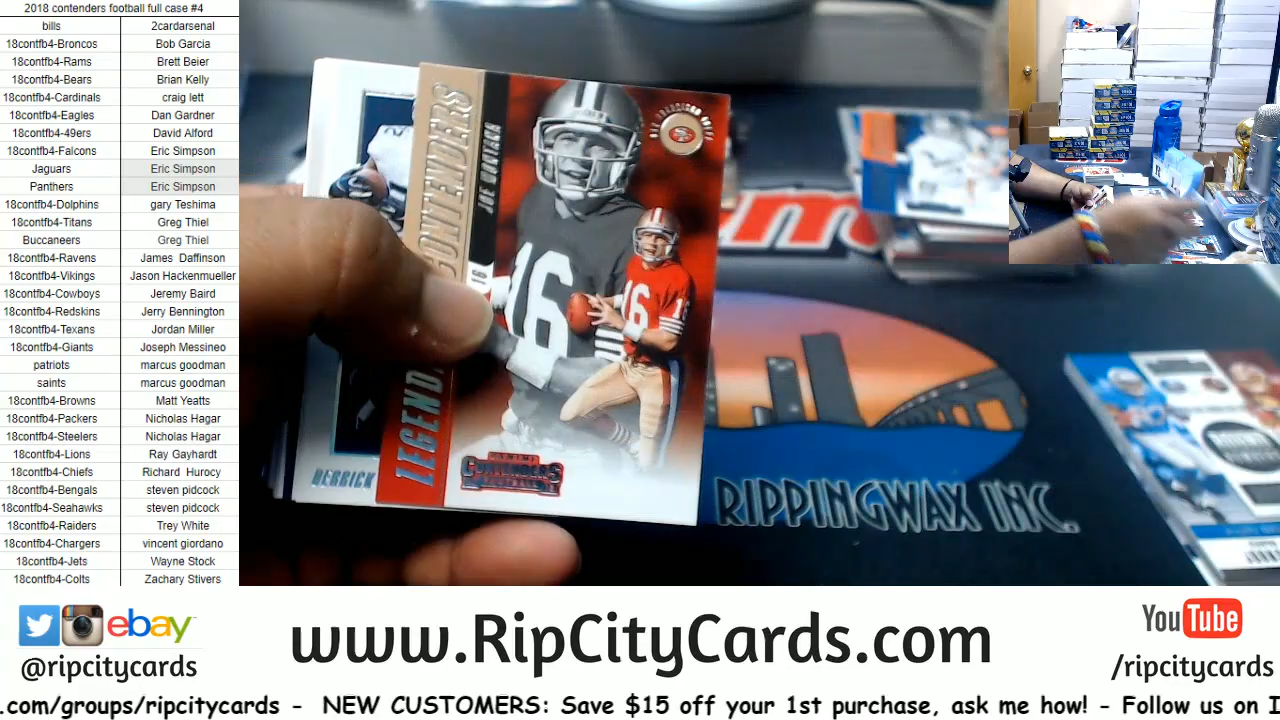 2018 contenders football full case #4
bills 2cardarsenal
18contfb4-Broncos Bob Garcia
18contfb4-Rams Brett Beier
18contfb4-Bears Brian Kelly
18contfb4-Cardinals craig lett
18contfb4-Eagles Dan Gardner
18contfb4-49ers David Alford
18contfb4-Falcons Eric Simpson
Jaguars Eric Simpson
Panthers Eric Simpson
18contfb4-Dolphins gary Teshima
18contfb4-Titans Greg Thiel
Buccaneers Greg Thiel
18contfb4-Ravens James Daffinson
18contfb4-Vikings Jason Hackenmueller
18contfb4-Cowboys Jeremy Baird
18contfb4-Redskins Jerry Bennington
18contfb4-Texans Jordan Miller
18contfb4-Giants Joseph Messineo
patriots marcus goodman
saints marcus goodman
18contfb4-Browns Matt Yeatts
18contfb4-Packers Nicholas Hagar
18contfb4-Steelers Nicholas Hagar
18contfb4-Lions Ray Gayhardt
18contfb4-Chiefs Richard Hurocy
18contfb4-Bengals steven pidcock
18contfb4-Seahawks steven pidcock
18contfb4-Raiders Trey White
18contfb4-Chargers vincent giordano
18contfb4-Jets Wayne Stock
18contfb4-Colts Zachary Stivers
CONTENDERS
JOE MONTANA
LEGEND
16
16
PANINI
CONTENDERS
FOOTBALL
DERRICK
RIPPINGWAX INC.
ebay
@ripcitycards
www.RipCityCards.com
YouTube
/ripcitycards
.com/groups/ripcitycards - NEW CUSTOMERS: Save $15 off your 1st purchase, ask me how! - Follow us on